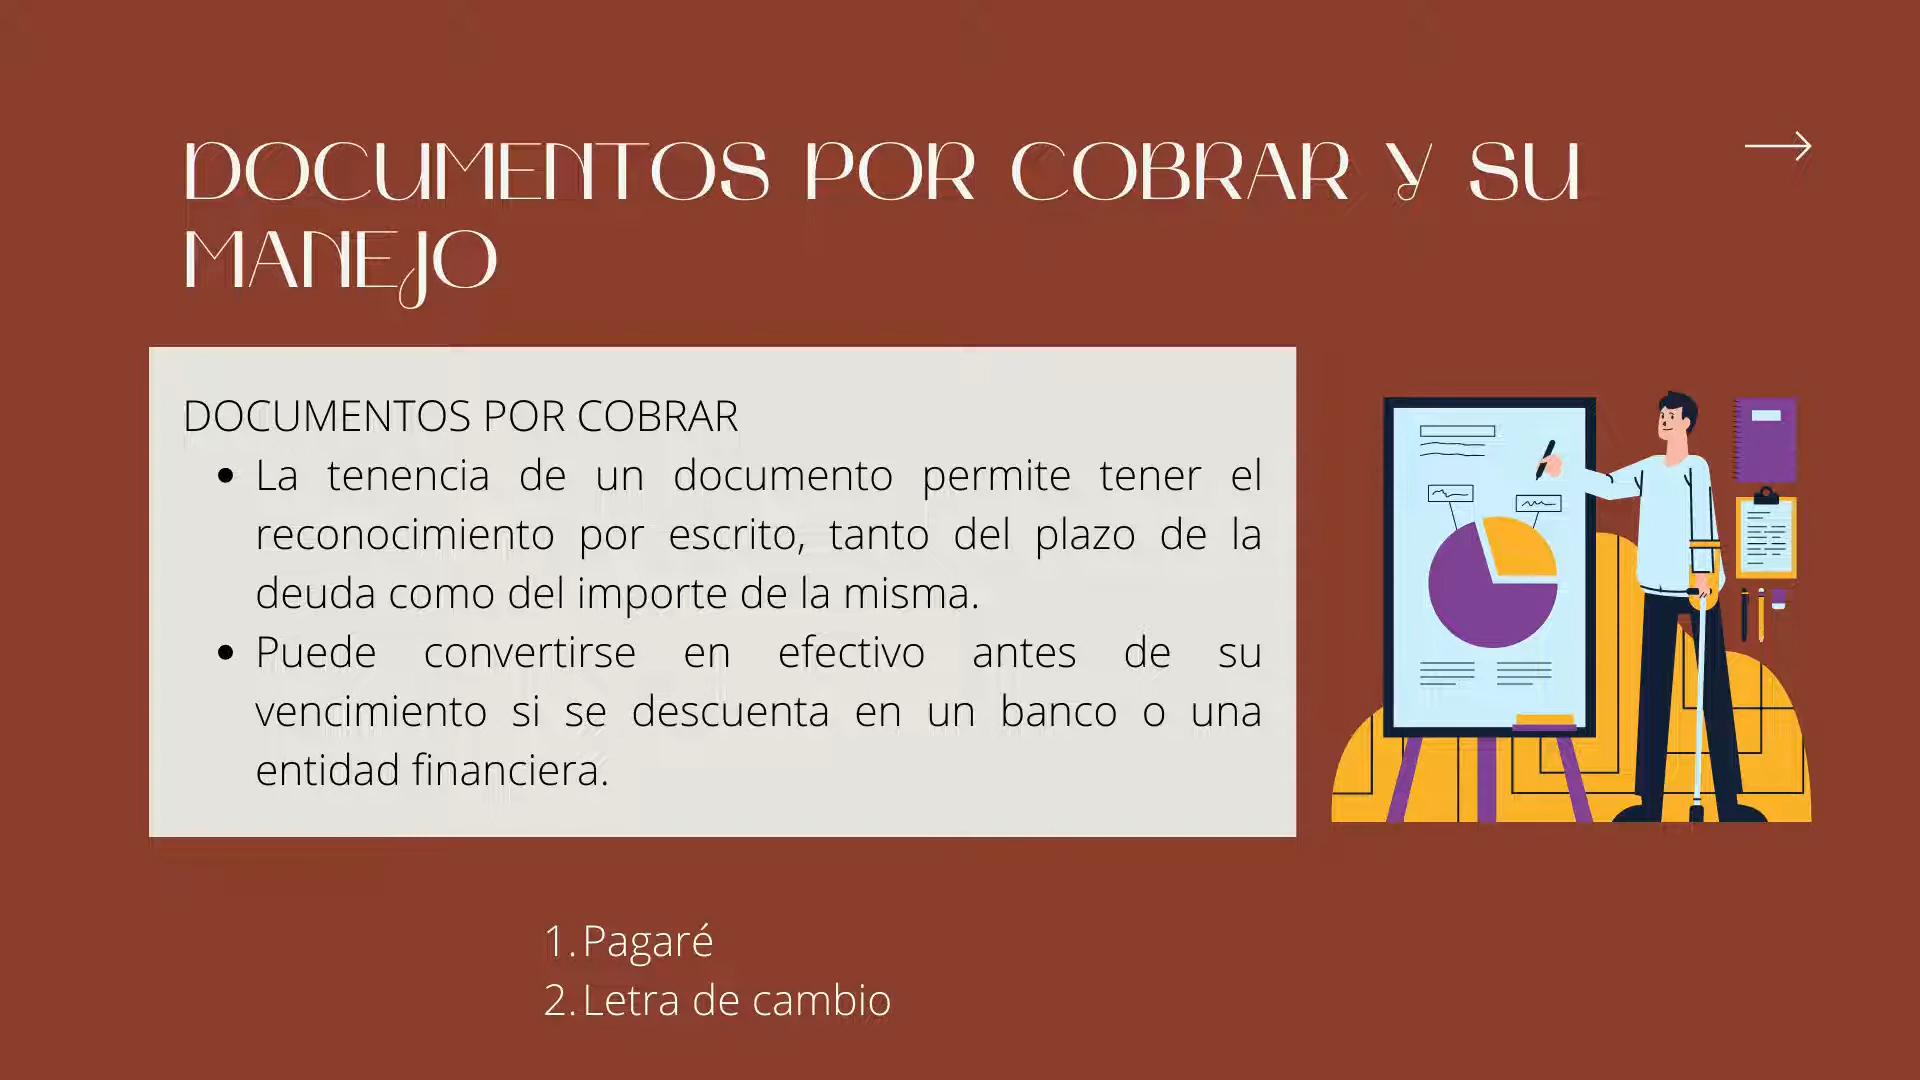 DOCUMENTOS POR COBRAR Y SU
MANEJO
DOCUMENTOS POR COBRAR
• La tenencia de un documento permite tener el
reconocimiento por escrito, tanto del plazo de la
deuda como del importe de la misma.
• Puede convertirse en efectivo antes de su
vencimiento si se descuenta en un banco o una
entidad financiera.
1. Pagaré
2. Letra de cambio